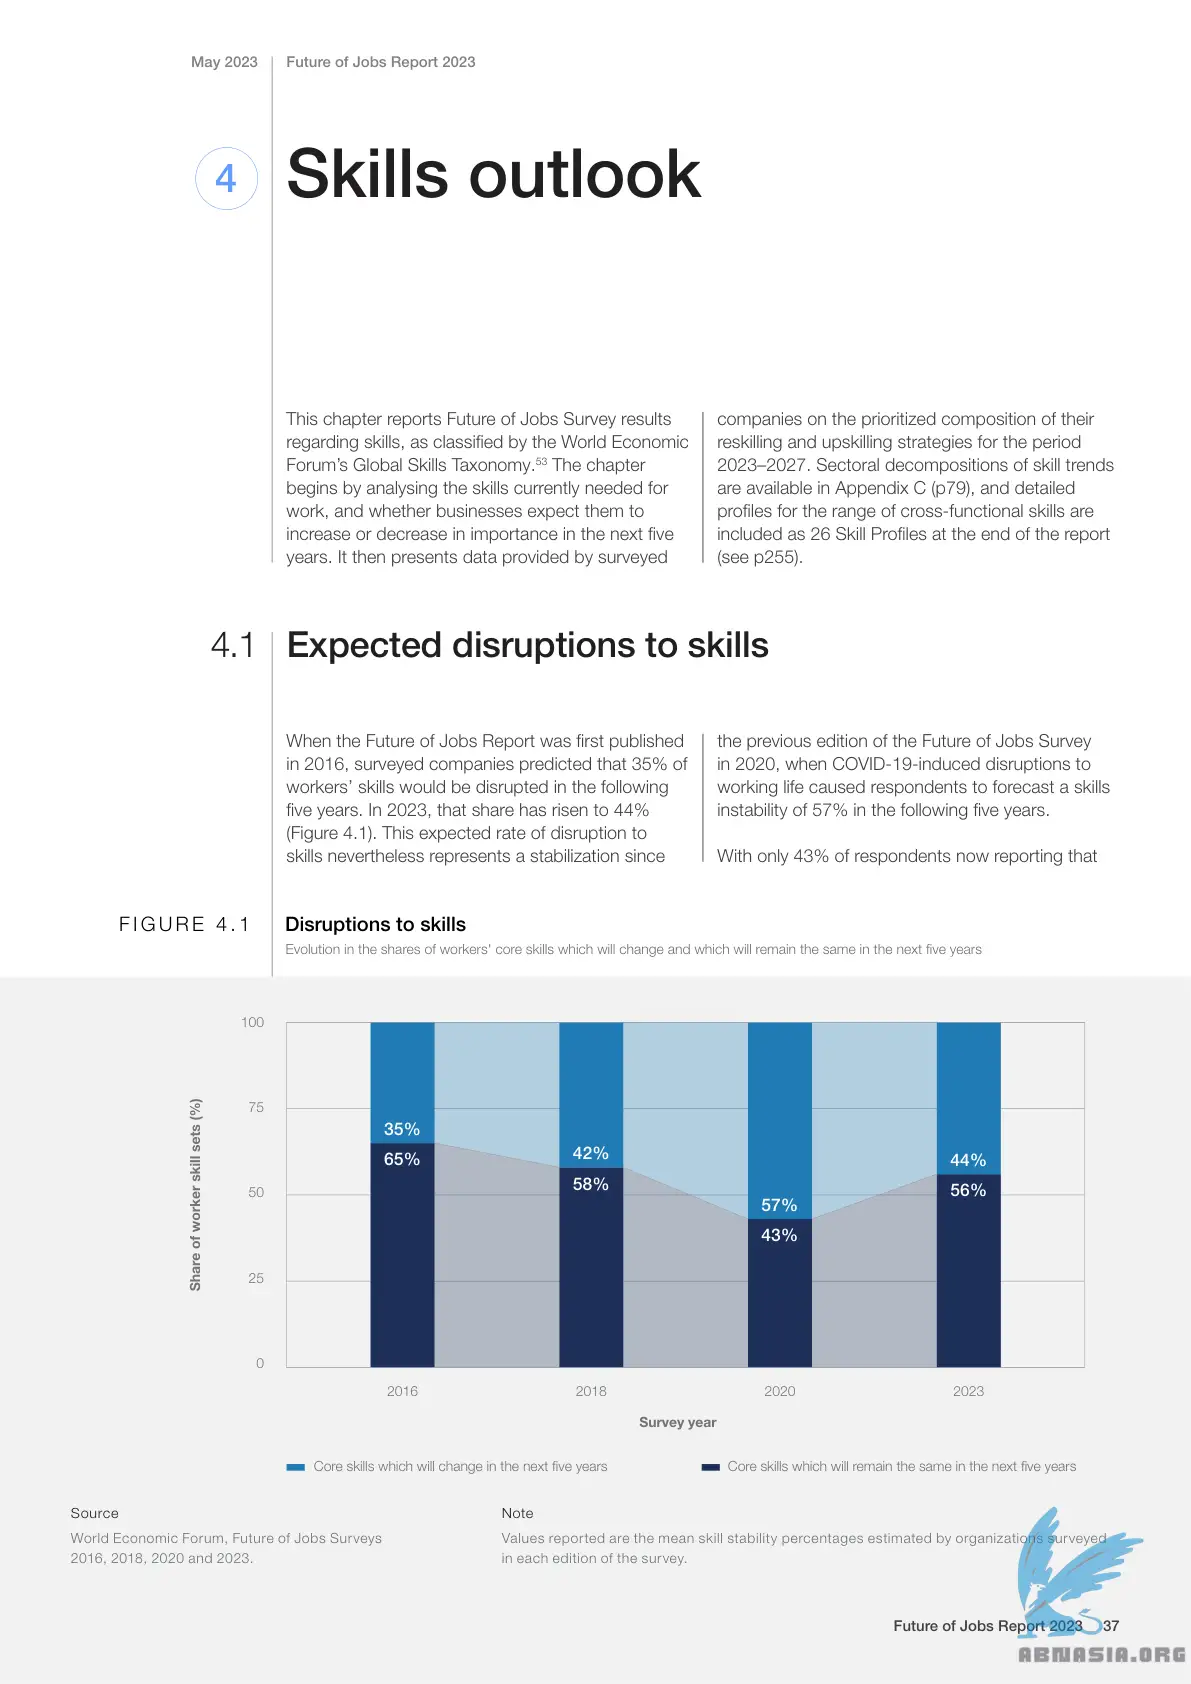 May 2023
Future of Jobs Report 2023
4
Skills outlook
This chapter reports Future of Jobs Survey results
regarding skills, as classified by the World Economic
Forum's Global Skills Taxonomy.53 The chapter
begins by analysing the skills currently needed for
work, and whether businesses expect them to
increase or decrease in importance in the next five
years. It then presents data provided by surveyed
companies on the prioritized composition of their
reskilling and upskilling strategies for the period
2023–2027. Sectoral decompositions of skill trends
are available in Appendix C (p79), and detailed
profiles for the range of cross-functional skills are
included as 26 Skill Profiles at the end of the report
(see p255).
4.1
Expected disruptions to skills
When the Future of Jobs Report was first published
in 2016, surveyed companies predicted that 35% of
workers' skills would be disrupted in the following
five years. In 2023, that share has risen to 44%
(Figure 4.1). This expected rate of disruption to
skills nevertheless represents a stabilization since
the previous edition of the Future of Jobs Survey
in 2020, when COVID-19-induced disruptions to
working life caused respondents to forecast a skills
instability of 57% in the following five years.
With only 43% of respondents now reporting that
FIGURE 4.1
Disruptions to skills
Evolution in the shares of workers' core skills which will change and which will remain the same in the next five years
Share of worker skill sets (%)
100
75
50
25
0
35%
65%
42%
58%
57%
43%
44%
56%
2016
2018
2020
2023
Survey year
Core skills which will change in the next five years
Core skills which will remain the same in the next five years
Source
World Economic Forum, Future of Jobs Surveys
2016, 2018, 2020 and 2023.
Note
Values reported are the mean skill stability percentages estimated by organizations surveyed
in each edition of the survey.
Future of Jobs Report 2023
37
ABNASIA.ORG